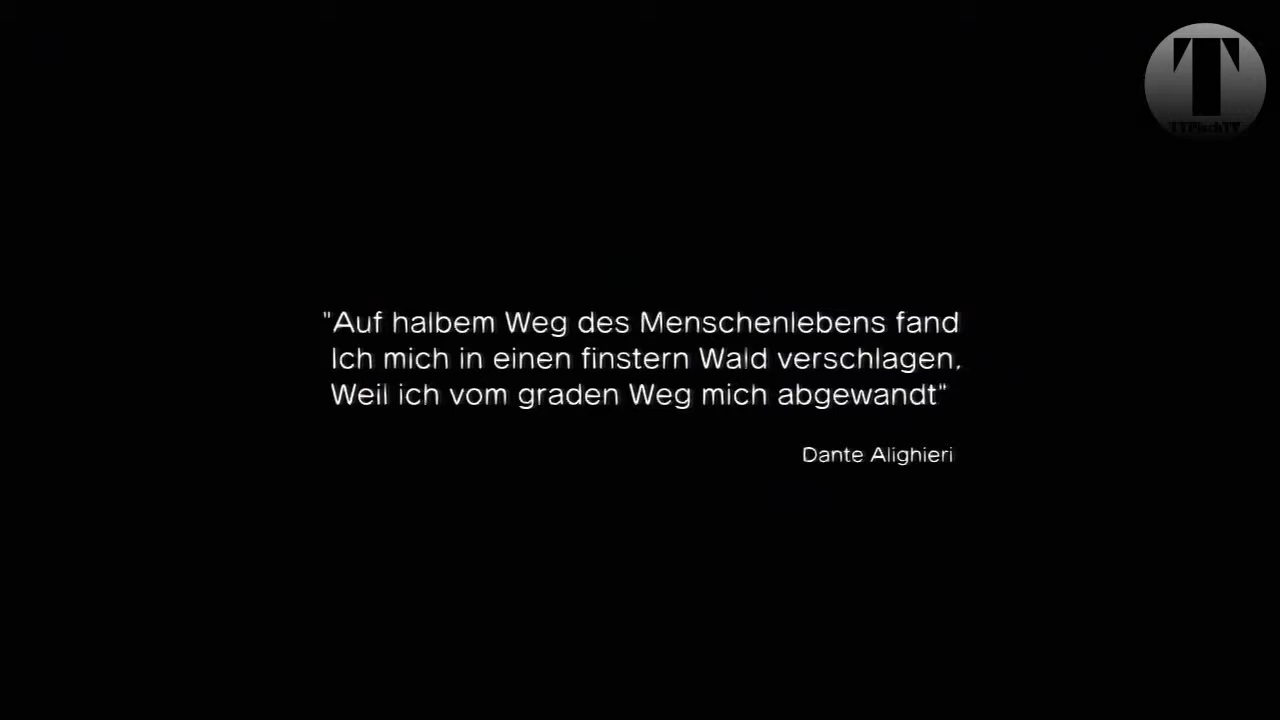 T
"Auf halbem Weg des Menschenlebens fand
Ich mich in einen finstern Wald verschlagen,
Weil ich vom graden Weg mich abgewandt"
Dante Alighieri